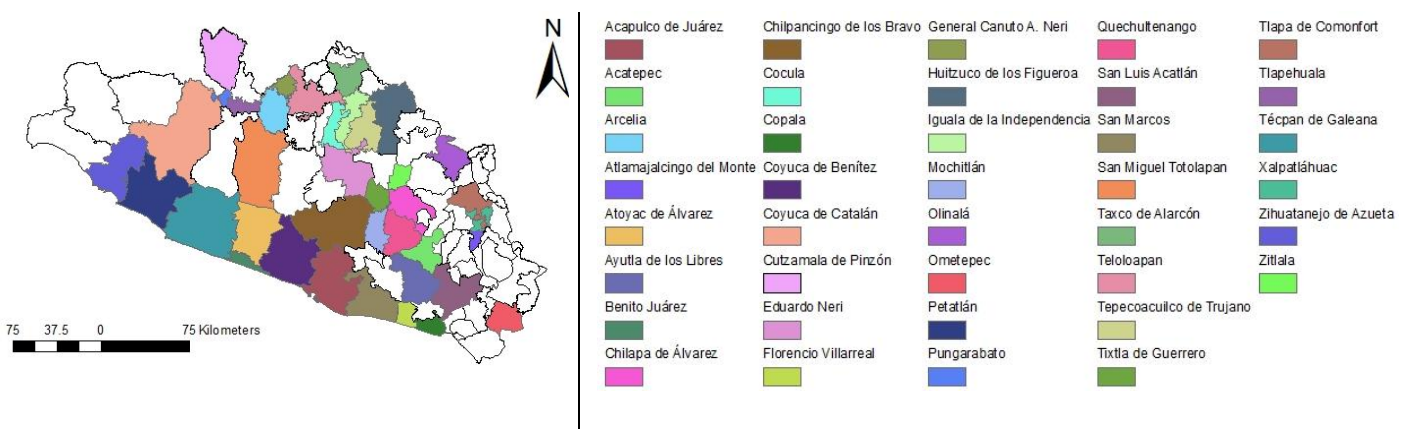 N
75 37.5 0 75 Kilometers
Acapulco de Juárez
Acatepec
Arcelia
Atlamajalcingo del Monte
Atoyac de Álvarez
Ayutla de los Libres
Benito Juárez
Chilapa de Álvarez
Chilpancingo de los Bravo
Cocula
Copala
Coyuca de Benítez
Coyuca de Catalán
Cutzamala de Pinzón
Eduardo Neri
Florencio Villarreal
General Canuto A. Neri
Huitzuco de los Figueroa
Iguala de la Independencia
Mochitlán
Olinalá
Ometepec
Petatlán
Pungarabato
Quechultenango
San Luis Acatlán
San Marcos
San Miguel Totolapan
Taxco de Alarcón
Teloloapan
Tepecoacuilco de Trujano
Tixtla de Guerrero
Tlapa de Comonfort
Tlapehuala
Técpan de Galeana
Xalpatláhuac
Zihuatanejo de Azueta
Zitlala